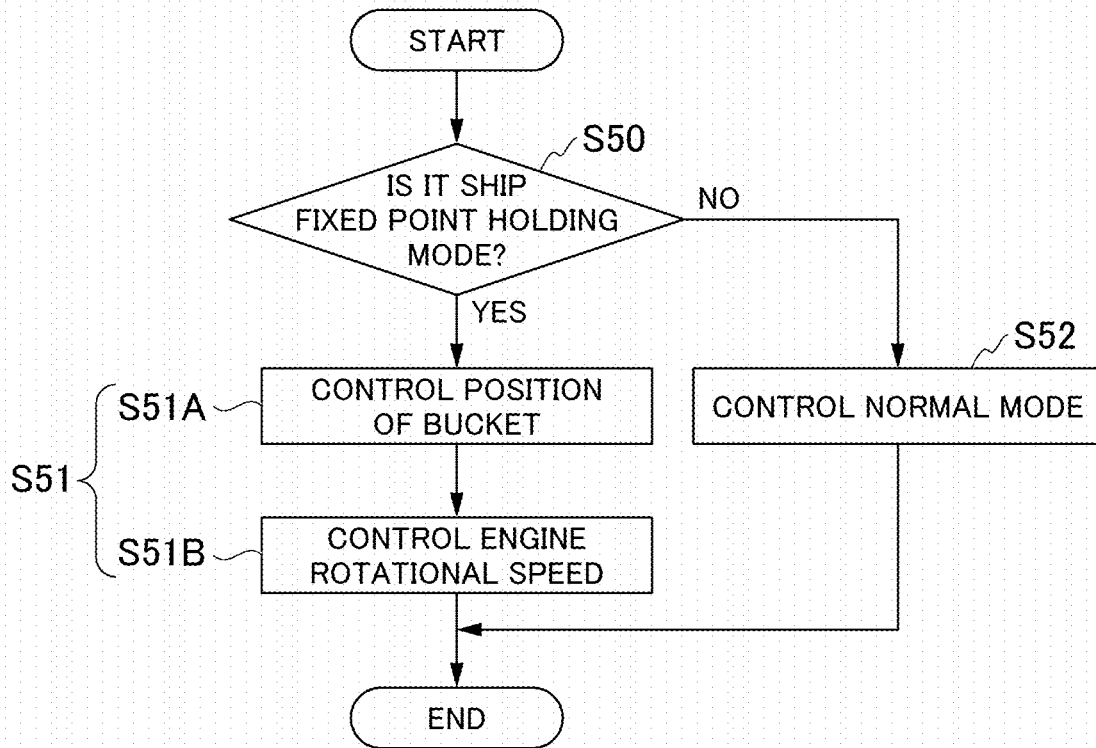 START
S50
IS IT SHIP
FIXED POINT HOLDING
MODE?
NO
YES
S52
S51A
CONTROL POSITION
OF BUCKET
CONTROL NORMAL MODE
S51
S51B
CONTROL ENGINE
ROTATIONAL SPEED
END